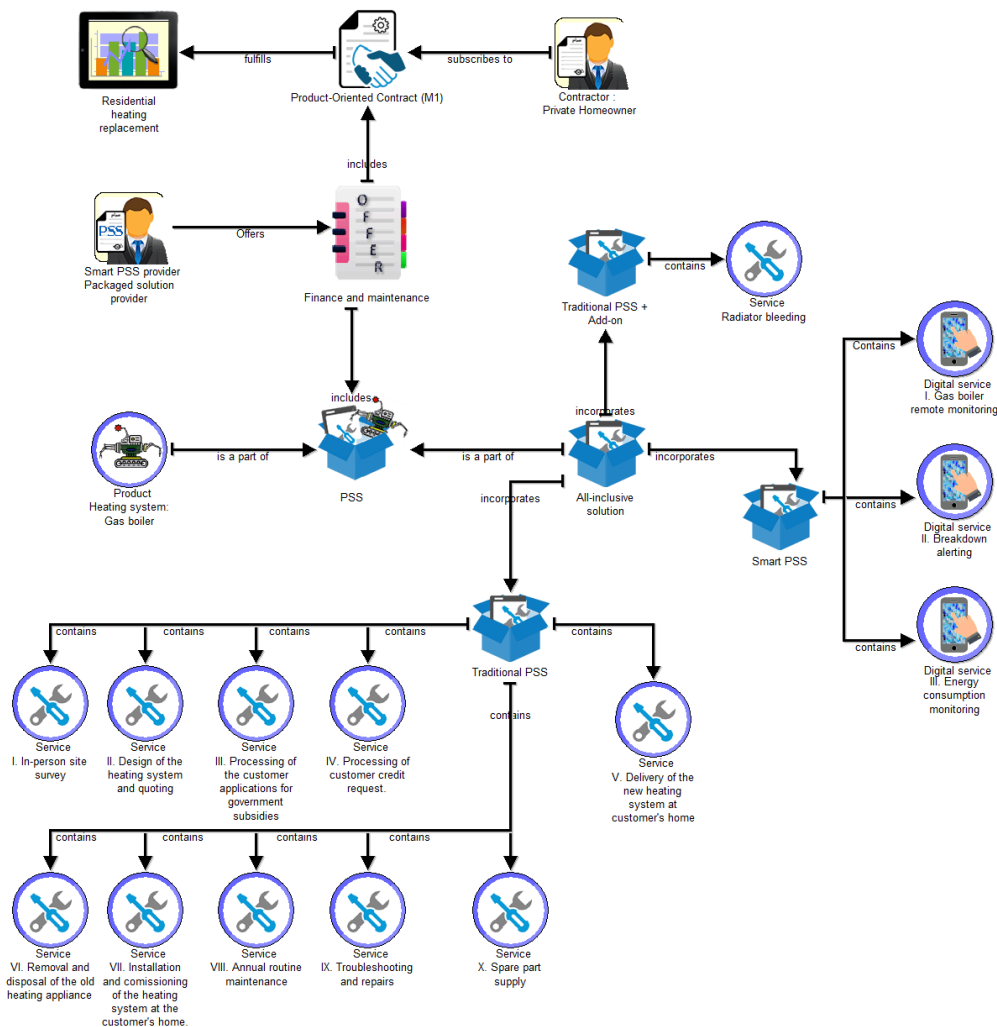 fulfills
subscribes to
Product-Oriented Contract (M1)
Residential
heating
replacement
Contractor :
Private Homeowner
includes
O
F
F
E
R
PSS
Offers
Smart PSS provider
Packaged solution
provider
Finance and maintenance
contains
Traditional PSS +
Add-on
Service
Radiator bleeding
Contains
Digital service
I. Gas boiler
remote monitoring
includes
incorporates
is a part of
is a part of
incorporates
Product
Heating system:
Gas boiler
PSS
All-inclusive
solution
incorporates
contains
Digital service
II. Breakdown
alerting
Smart PSS
contains
Digital service
III. Energy
consumption
monitoring
contains
contains
contains
contains
contains
Traditional PSS
contains
Service
I. In-person site
survey
Service
II. Design of the
heating system
and quoting
Service
III. Processing of
the customer
applications for
government
subsidies
Service
IV. Processing of
customer credit
request.
Service
V. Delivery of the
new heating
system at
customer's home
contains
contains
contains
contains
contains
Service
VI. Removal and
disposal of the old
heating appliance
Service
VII. Installation
and comissioning
of the heating
system at the
customer's home.
Service
VIII. Annual routine
maintenance
Service
IX. Troubleshooting
and repairs
Service
X. Spare part
supply